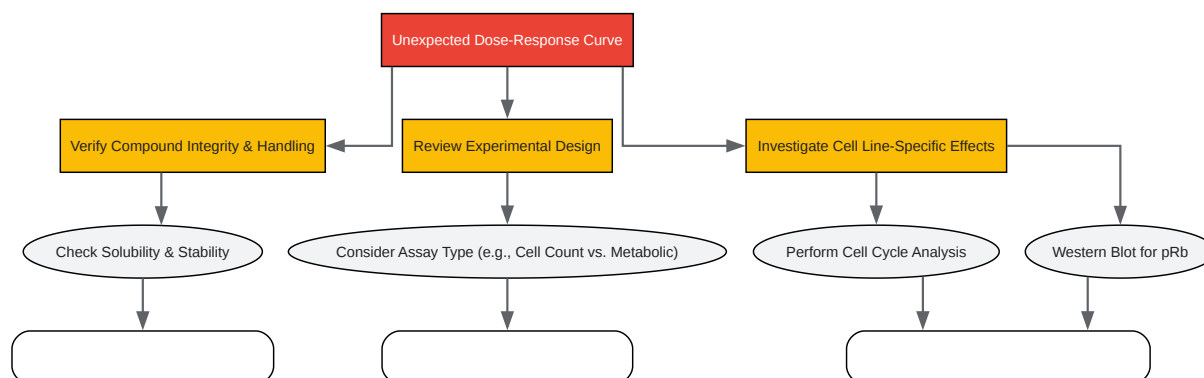 Unexpected Dose-Response Curve
Verify Compound Integrity & Handling
Review Experimental Design
Investigate Cell Line-Specific Effects
Check Solubility & Stability
Consider Assay Type (e.g., Cell Count vs. Metabolic)
Perform Cell Cycle Analysis
Western Blot for pRb